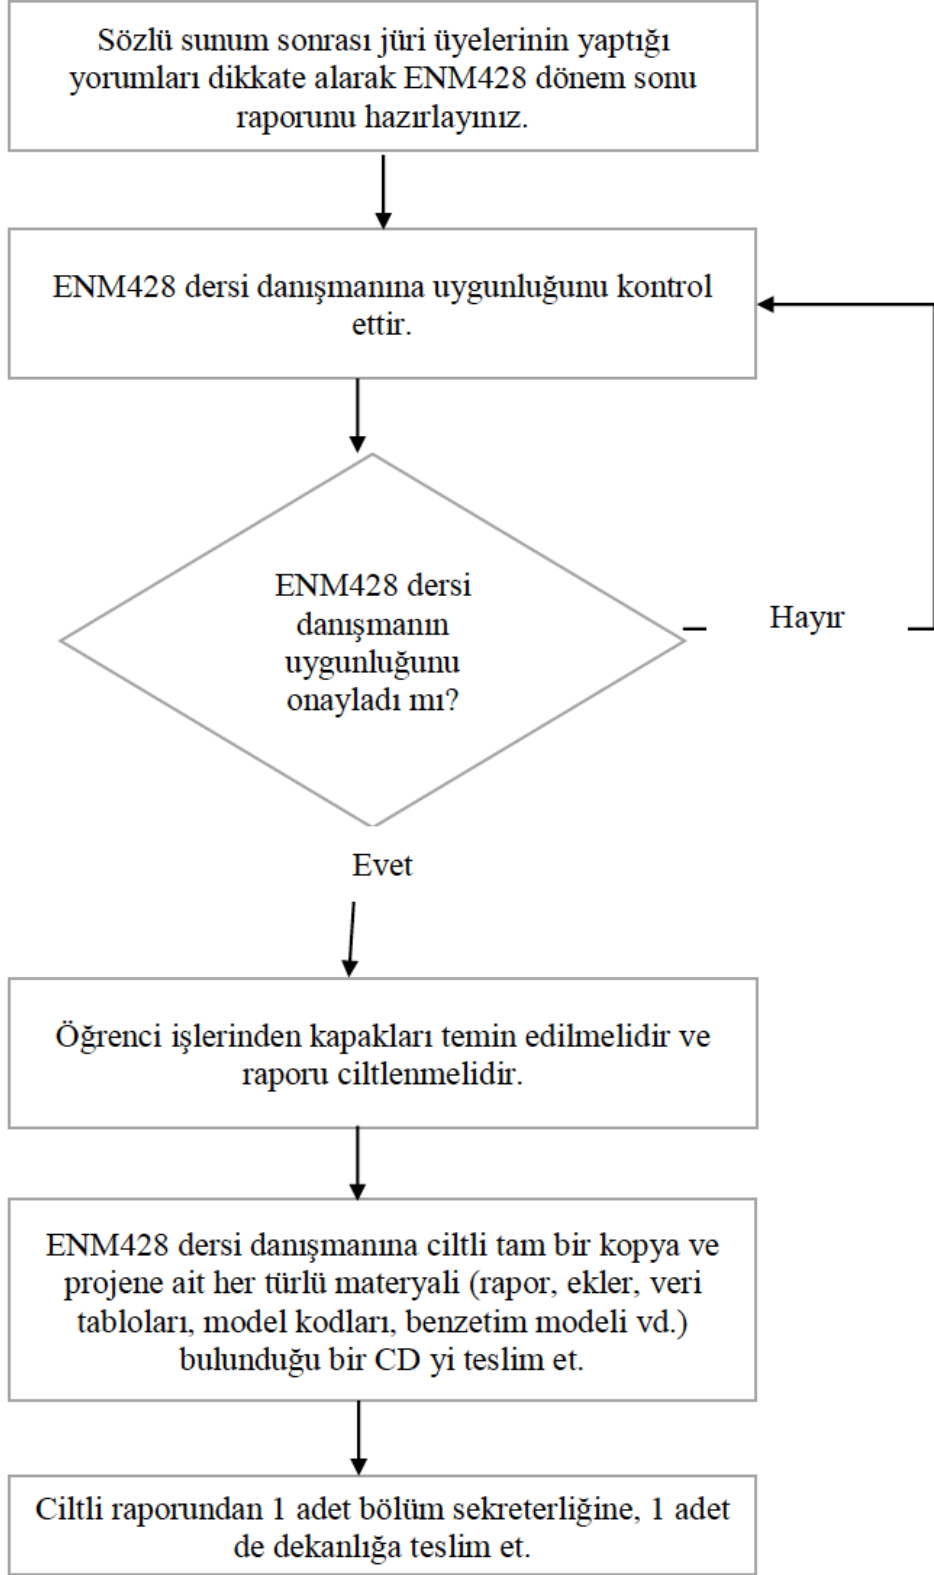 Sözlü sunum sonrası jüri üyelerinin yaptığı
yorumları dikkate alarak ENM428 dönem sonu
raporunu hazırlayınız.
ENM428 dersi danışmanına uygunluğunu kontrol
ettir.
ENM428 dersi
danışmanın
uygunluğunu
onayladı mı?
Hayır
Evet
Öğrenci işlerinden kapakları temin edilmelidir ve
raporu ciltlenmelidir.
ENM428 dersi danışmanına ciltli tam bir kopya ve
projene ait her türlü materyali (rapor, ekler, veri
tabloları, model kodları, benzetim modeli vd.)
bulunduğu bir CD yi teslim et.
Ciltli raporundan 1 adet bölüm sekreterliğine, 1 adet
de dekanlığa teslim et.